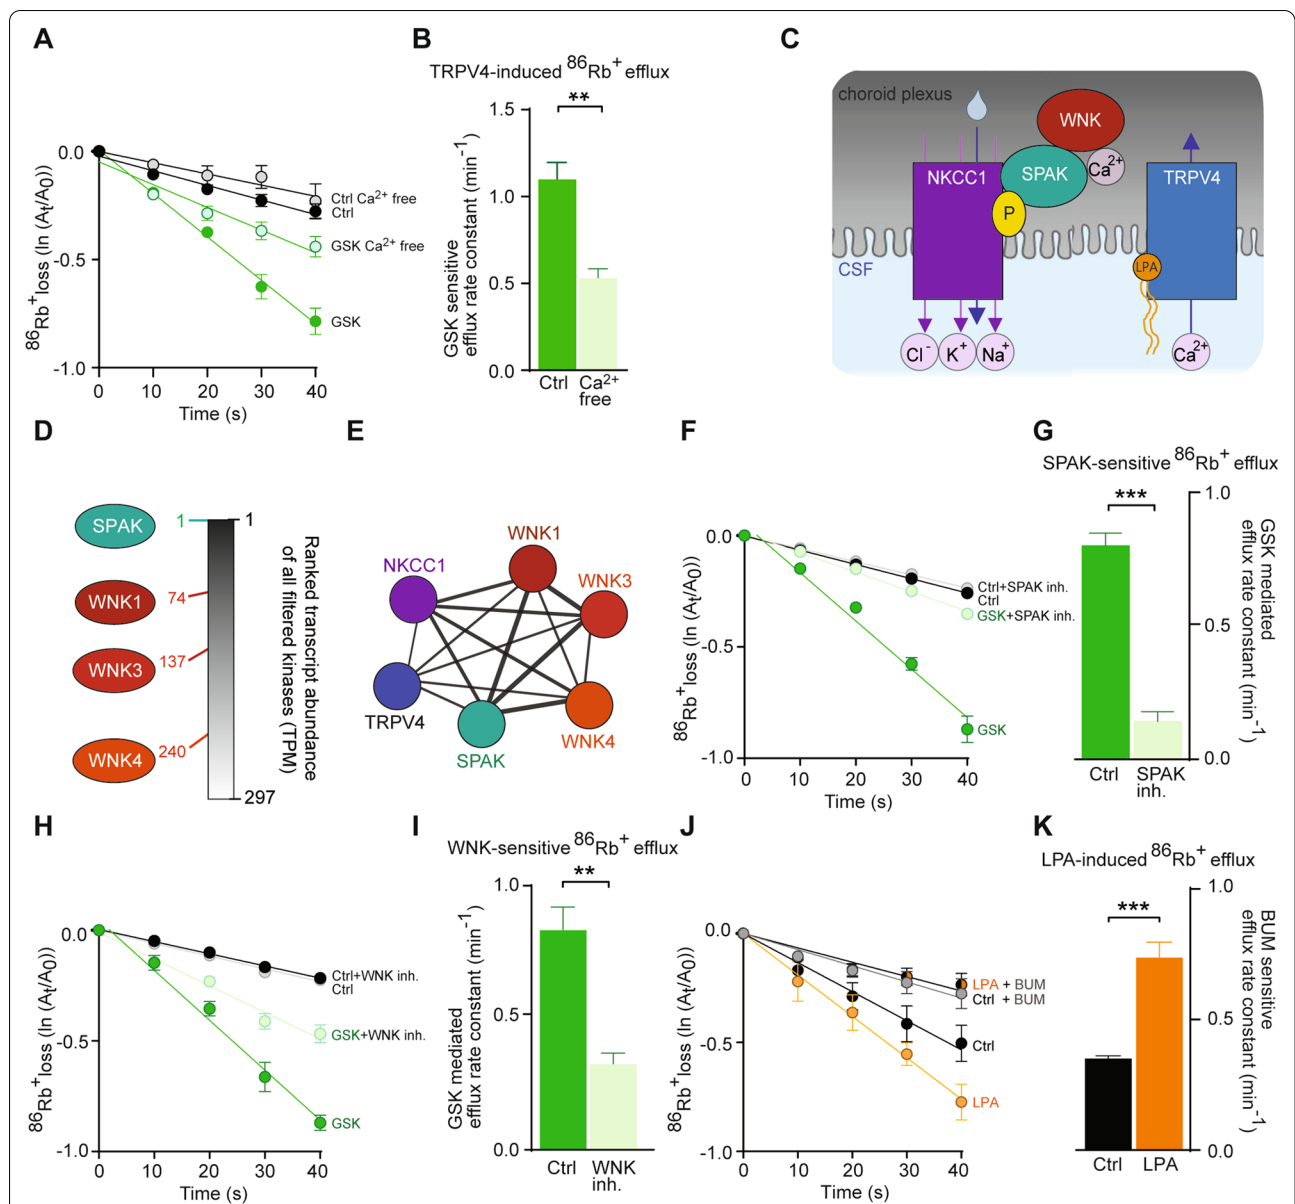 A
86Rb+loss (ln (At/A0))
0.0
-0.5
-1.0
0
10
20
30
40
Time (s)
Ctrl Ca2+ free
Ctrl
GSK Ca2+ free
GSK
B
TRPV4-induced 86Rb+ efflux
GSK sensitive
efflux rate constant (min-1)
1.5
1.0
0.5
0.0
**
Ctrl
Ca2+
free
C
choroid plexus
WNK
SPAK
Ca2+
NKCC1
P
TRPV4
CSF
LPA
Cl-
K+
Na+
Ca2+
D
SPAK
WNK1
WNK3
WNK4
1
74
137
240
1
297
Ranked transcript abundance
of all filtered kinases (TPM)
E
WNK1
NKCC1
WNK3
TRPV4
SPAK
WNK4
F
86Rb+loss (ln (At/A0))
0.0
-0.5
-1.0
0
10
20
30
40
Time (s)
Ctrl+SPAK inh.
Ctrl
GSK+SPAK inh.
GSK
G
SPAK-sensitive 86Rb+ efflux
***
1.0
0.5
0.0
GSK mediated
efflux rate constant (min-1)
Ctrl
SPAK
inh.
H
86Rb+loss (ln (At/A0))
0.0
-0.5
-1.0
0
10
20
30
40
Time (s)
Ctrl+WNK inh.
Ctrl
GSK+WNK inh.
GSK
I
WNK-sensitive 86Rb+ efflux
GSK mediated
efflux rate constant (min-1)
1.0
0.5
0.0
**
Ctrl
WNK
inh.
J
86Rb+loss (ln (At/A0))
0.0
-0.5
-1.0
0
10
20
30
40
Time (s)
LPA + BUM
Ctrl + BUM
Ctrl
LPA
K
LPA-induced 86Rb+ efflux
***
1.0
0.5
0.0
BUM sensitive
efflux rate constant (min-1)
Ctrl
LPA